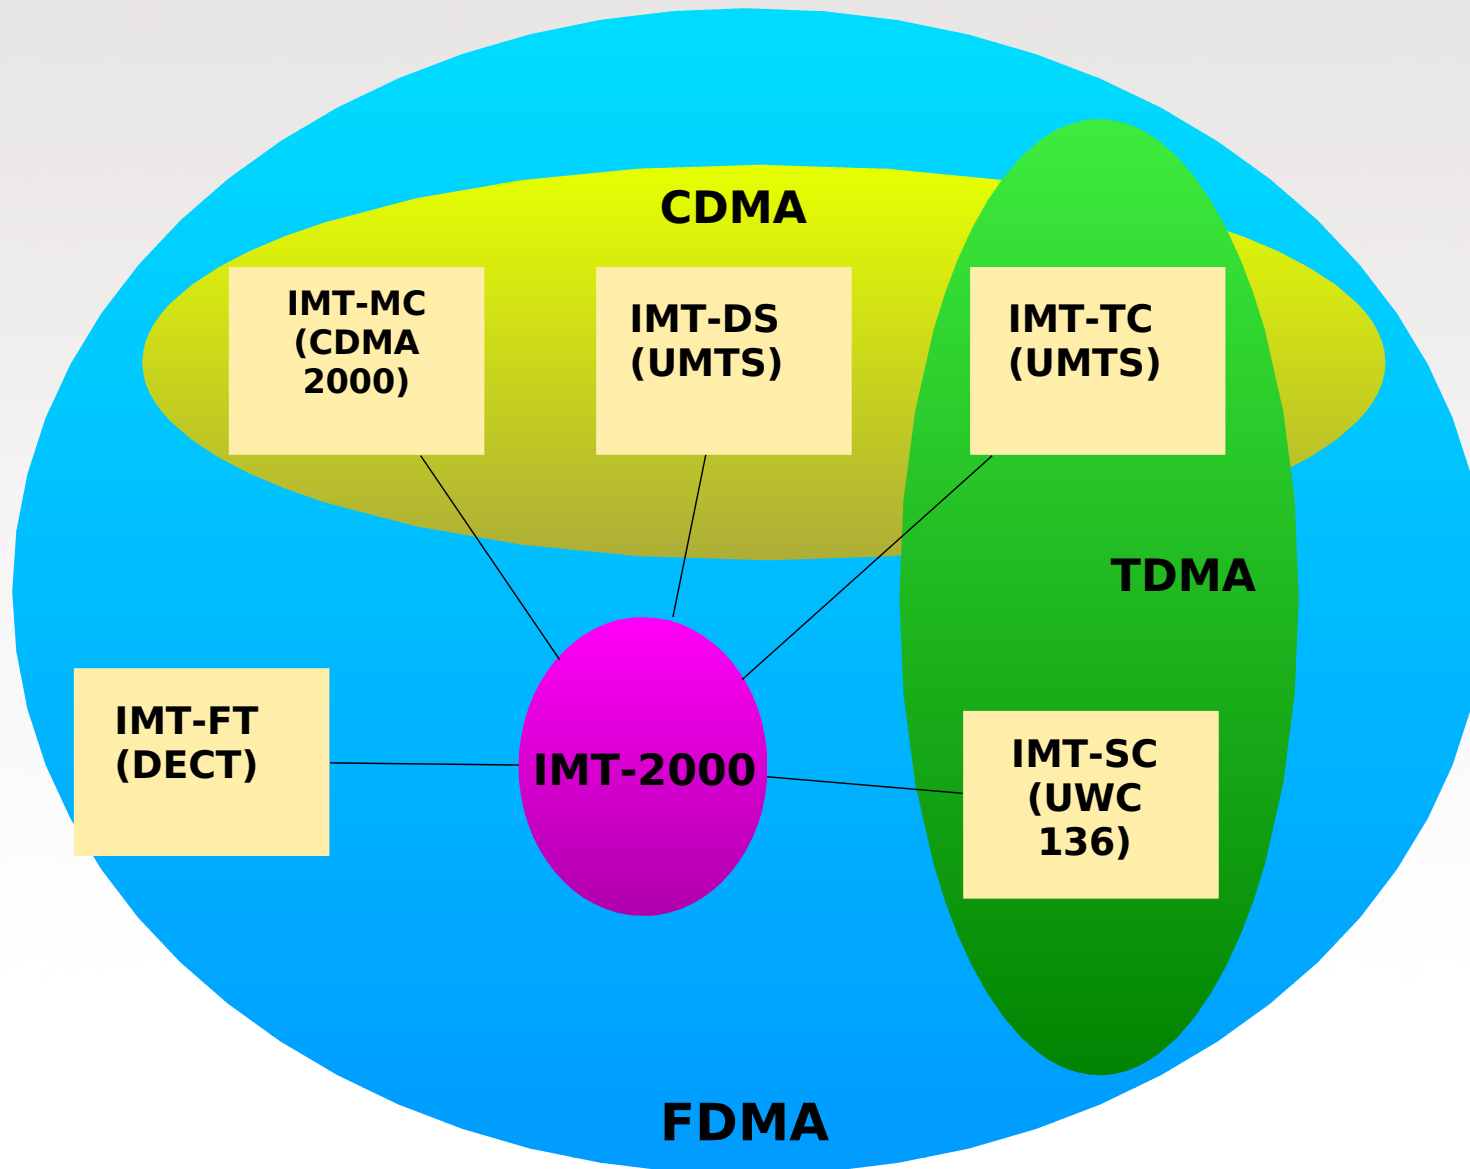 CDMA
IMT-MC
(CDMA
2000)
IMT-DS
(UMTS)
IMT-TC
(UMTS)
TDMA
IMT-FT
(DECT)
IMT-2000
IMT-SC
(UWC
136)
FDMA